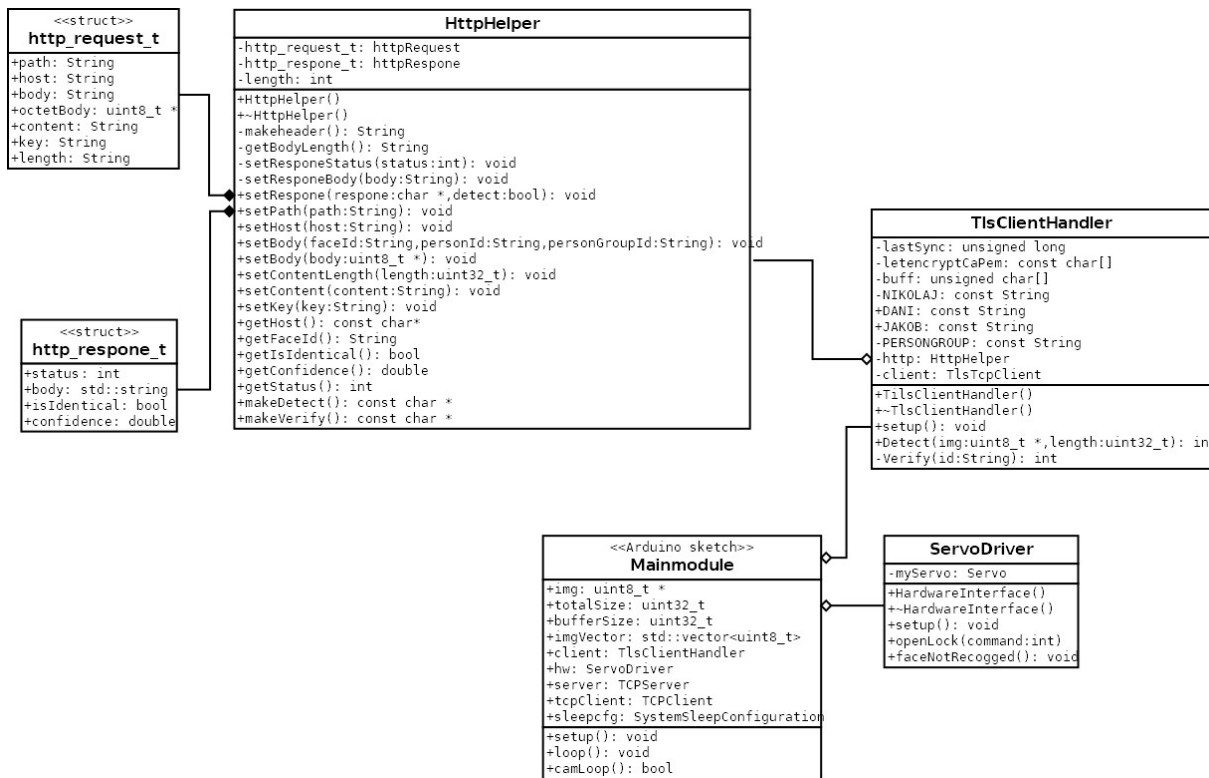 <<struct>>
http_request_t
+path: String
+host: String
+body: String
+octetBody: uint8_t *
+content: String
+key: String
+length: String
HttpHelper
-http_request_t: httpRequest
-http_respone_t: httpRespone
-length: int
+HttpHelper()
+~HttpHelper()
-makeheader(): String
-getBodyLength(): String
-setResponeStatus(status:int): void
-setResponeBody(body:String): void
+setRespone(respone:char *,detect:bool): void
+setPath(path:String): void
+setHost(host:String): void
+setBody(faceId:String,personId:String,personGroupId:String): void
+setBody(body:uint8_t *): void
+setContentLength(length:uint32_t): void
+setContent(content:String): void
+setKey(key:String): void
+getHost(): const char*
+getFaceId(): String
+getIsIdentical(): bool
+getConfidence(): double
+getStatus(): int
+makeDetect(): const char *
+makeVerify(): const char *
<<struct>>
http_respone_t
+status: int
+body: std::string
+isIdentical: bool
+confidence: double
TlsClientHandler
-lastSync: unsigned long
-letencryptCaPem: const char[]
-buff: unsigned char[]
-NIKOLAJ: const String
+DANI: const String
+JAKOB: const String
-PERSONGROUP: const String
-http: HttpHelper
-client: TlsTcpClient
+TilsClientHandler()
+~TlsClientHandler()
+setup(): void
+Detect(img:uint8_t *,length:uint32_t): in
-Verify(id:String): int
<<Arduino sketch>>
Mainmodule
+img: uint8_t *
+totalSize: uint32_t
+bufferSize: uint32_t
+imgVector: std::vector<uint8_t>
+client: TlsClientHandler
+hw: ServoDriver
+server: TCPServer
+tcpClient: TCPClient
+sleepcfg: SystemSleepConfiguration
+setup(): void
+loop(): void
+camLoop(): bool
ServoDriver
-myServo: Servo
+HardwareInterface()
+~HardwareInterface()
+setup(): void
+openLock(command:int)
+faceNotRecogged(): void